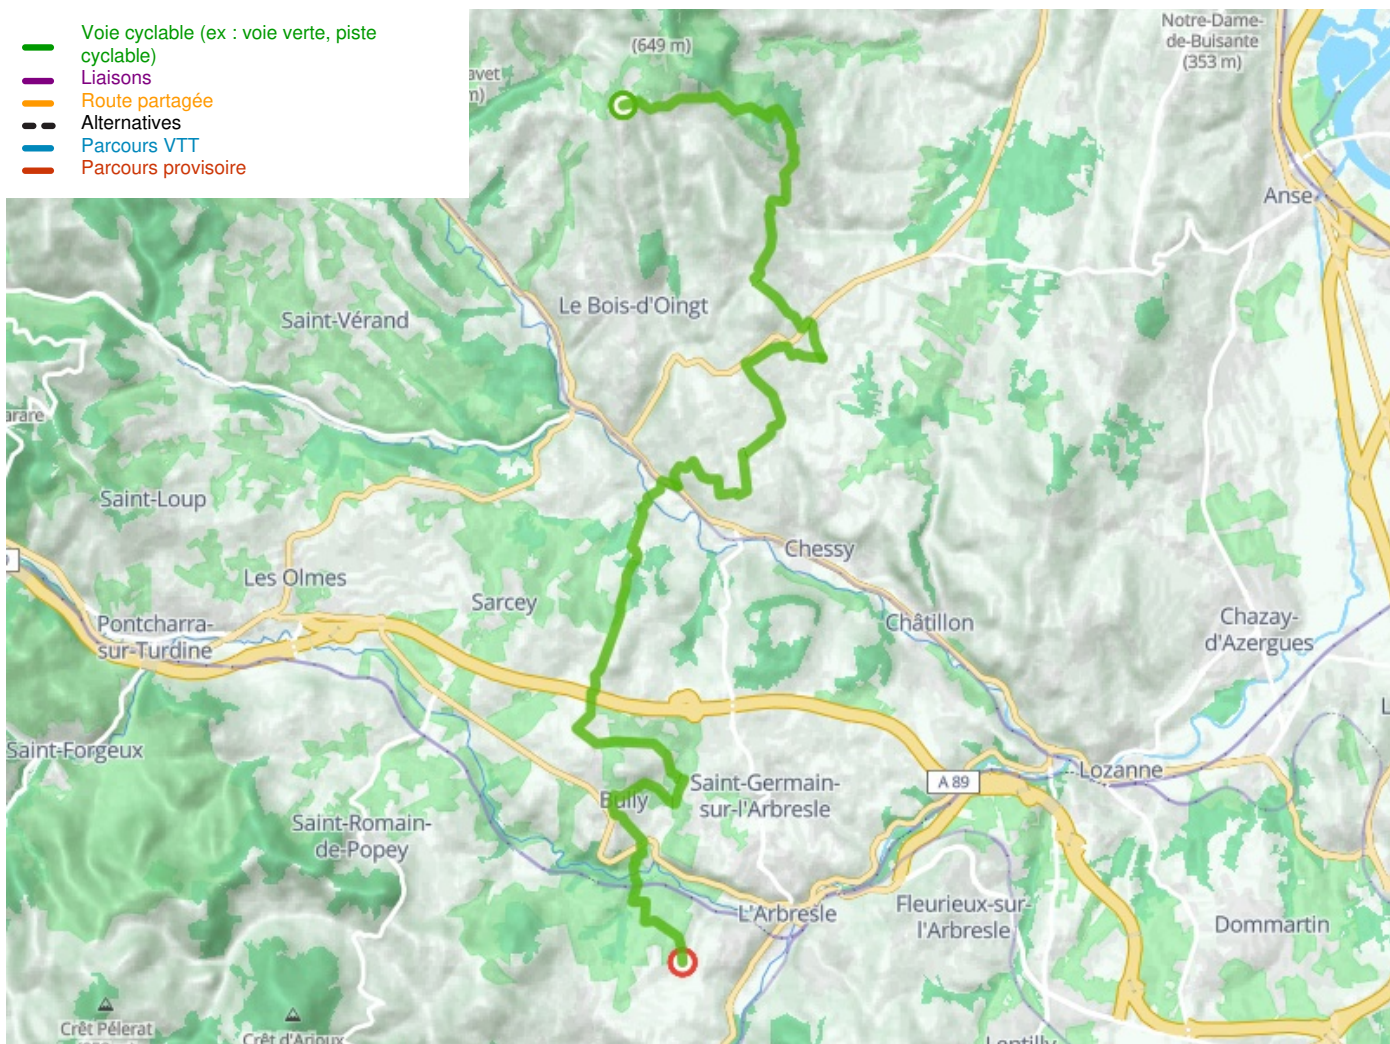 Voie cyclable (ex : voie verte, piste
cyclable)
Liaisons
Route partagée
Alternatives
Parcours VTT
Parcours provisoire
(649 m)
Notre-Dame-
de-Buisante
(353 m)
Anse
Le Bois-d'Oingt
Saint-Vérand
Saint-Loup
Les Olmes
Sarcey
Chessy
Châtillon
Chazay-
d'Azergues
Pontcharra-
sur-Turdine
Saint-Forgeux
Lozanne
A 89
Saint-Germain-
sur-l'Arbresle
Bully
Saint-Romain-
de-Popey
L'Arbresle
Fleurieux-sur-
l'Arbresle
Dommartin
Crêt Pélerat
Crêt d'Arjoux
Lentilly